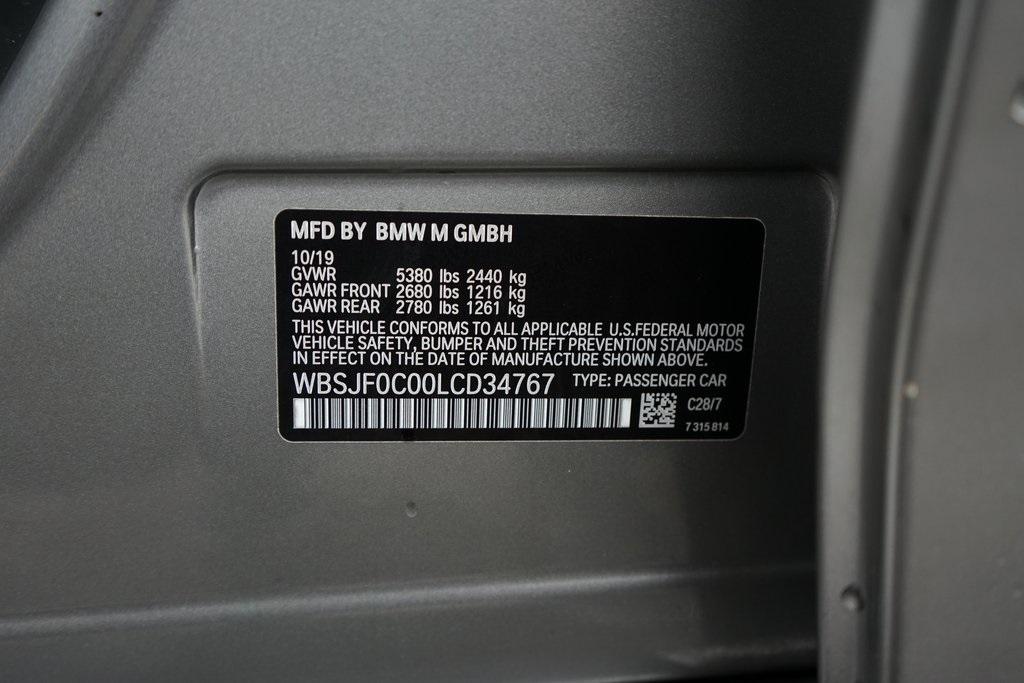 MFD BY BMW M GMBH
10/19
GVWR 5380 lbs 2440 kg
GAWR FRONT 2680 lbs 1216 kg
GAWR REAR 2780 lbs 1261 kg
THIS VEHICLE CONFORMS TO ALL APPLICABLE U.S.FEDERAL MOTOR
VEHICLE SAFETY, BUMPER AND THEFT PREVENTION STANDARDS
IN EFFECT ON THE DATE OF MANUFACTURE SHOWN ABOVE.
WBSJF0C00LCD34767 TYPE: PASSENGER CAR
C28/7
7 315 814